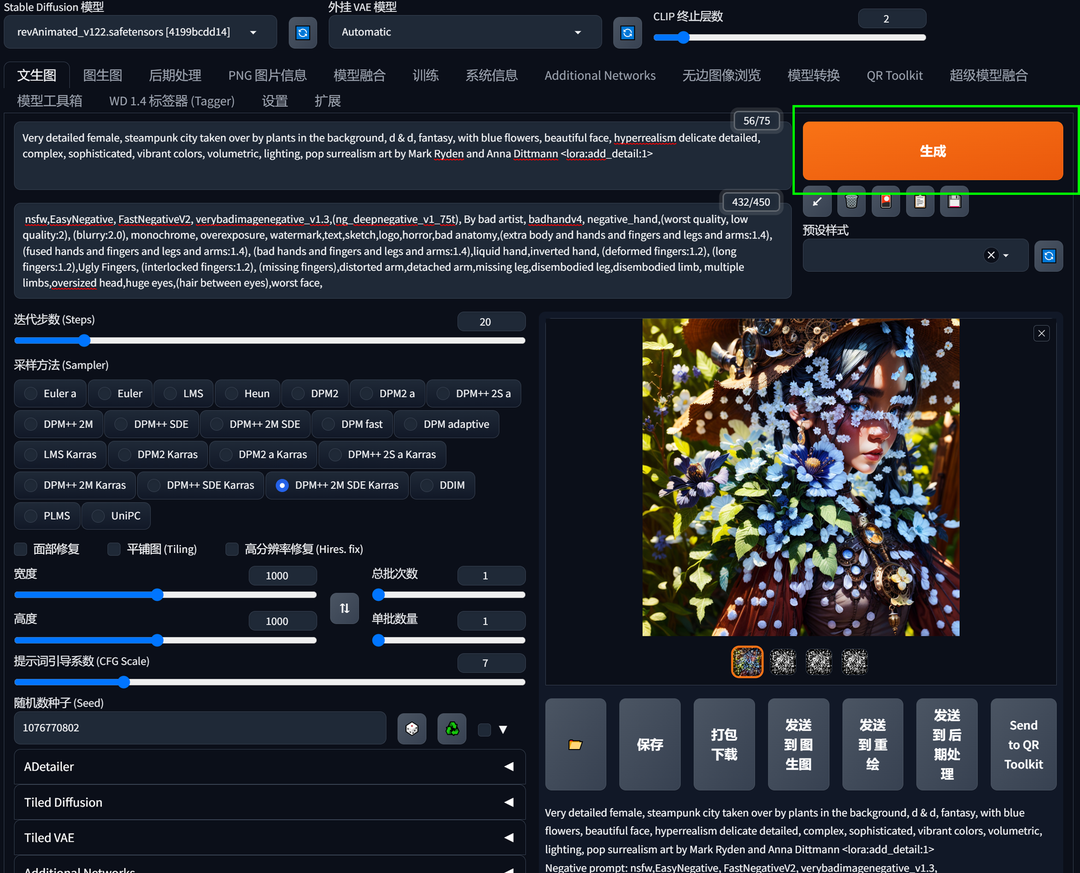 Stable Diffusion 模型
外挂 VAE 模型
CLIP 终止层数
2
revAnimated_v122.safetensors [4199bcdd14]
Automatic
文生图 图生图 后期处理 PNG 图片信息 模型融合 训练 系统信息 Additional Networks 无边图像浏览 模型转换 QR Toolkit 超级模型融合
模型工具箱 WD 1.4 标签器 (Tagger) 设置 扩展
56/75
Very detailed female, steampunk city taken over by plants in the background, d & d, fantasy, with blue flowers, beautiful face, hyperrealism delicate detailed,
complex, sophisticated, vibrant colors, volumetric, lighting, pop surrealism art by Mark Ryden and Anna Dittmann <lora:add_detail:1>
生成
432/450
nsfw,EasyNegative, FastNegativeV2, verybadimagenegative_v1.3,(ng_deepnegative_v1_75t), By bad artist, badhandv4, negative_hand,(worst quality, low
quality:2), (blurry:2.0), monochrome, overexposure, watermark,text,sketch,logo,horror,bad anatomy,(extra body and hands and fingers and legs and arms:1.4),
(fused hands and fingers and legs and arms:1.4), (bad hands and fingers and legs and arms:1.4),liquid hand,inverted hand, (deformed fingers:1.2), (long
fingers:1.2),Ugly Fingers, (interlocked fingers:1.2), (missing fingers),distorted arm,detached arm,missing leg,disembodied leg,disembodied limb, multiple
limbs,oversized head,huge eyes,(hair between eyes),worst face,
预设样式
迭代步数 (Steps)
20
采样方法 (Sampler)
Euler a Euler LMS Heun DPM2 DPM2 a DPM++ 2S a
DPM++ 2M DPM++ SDE DPM++ 2M SDE DPM fast DPM adaptive
LMS Karras DPM2 Karras DPM2 a Karras DPM++ 2S a Karras
DPM++ 2M Karras DPM++ SDE Karras DPM++ 2M SDE Karras DDIM
PLMS UniPC
面部修复 平铺图 (Tiling) 高分辨率修复 (Hires. fix)
宽度
1000
总批次数
1
高度
1000
单批数量
1
提示词引导系数 (CFG Scale)
7
随机数种子 (Seed)
1076770802
ADetailer
Tiled Diffusion
Tiled VAE
Additional Networks
保存
打包
下载
发送
到 图
生图
发送
到 重
绘
发送
到 后
期处
理
Send
to QR
Toolkit
Very detailed female, steampunk city taken over by plants in the background, d & d, fantasy, with blue
flowers, beautiful face, hyperrealism delicate detailed, complex, sophisticated, vibrant colors, volumetric,
lighting, pop surrealism art by Mark Ryden and Anna Dittmann <lora:add_detail:1>
Negative prompt: nsfw,EasyNegative, FastNegativeV2, verybadimagenegative_v1.3,